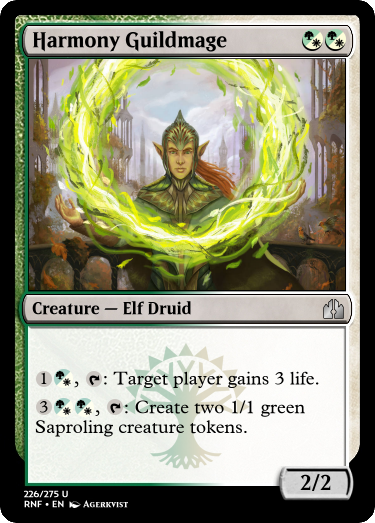 Harmony Guildmage
Creature — Elf Druid
1 , : Target player gains 3 life.
3 , : Create two 1/1 green
Saproling creature tokens.
2/2
226/275 U
RNF • EN Agerkvist